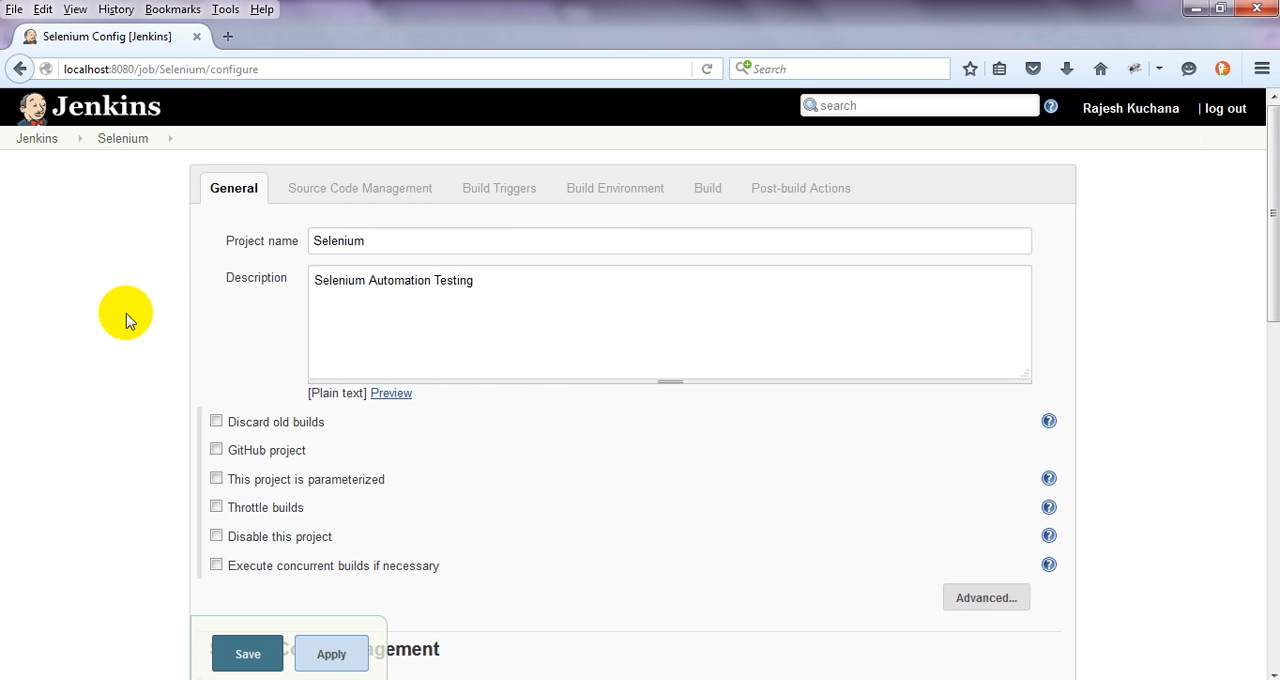 File Edit View History Bookmarks Tools Help
Selenium Config [Jenkins]
localhost:8080/job/Selenium/configure
Search
Jenkins
search
Rajesh Kuchana | log out
Jenkins
Selenium
General
Source Code Management
Build Triggers
Build Environment
Build
Post-build Actions
Project name
Selenium
Description
Selenium Automation Testing
[Plain text] Preview
Discard old builds
GitHub project
This project is parameterized
Throttle builds
Disable this project
Execute concurrent builds if necessary
Advanced...
Save
Apply